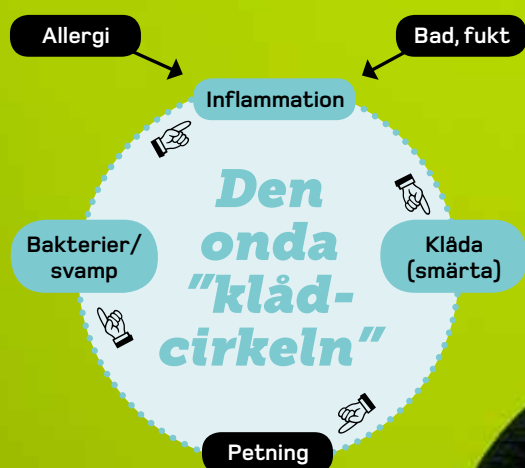 Allergi
Bad, fukt
Inflammation
Den
onda
"klåd-
cirkeln"
Bakterier/
svamp
Klåda
(smärta)
Petning